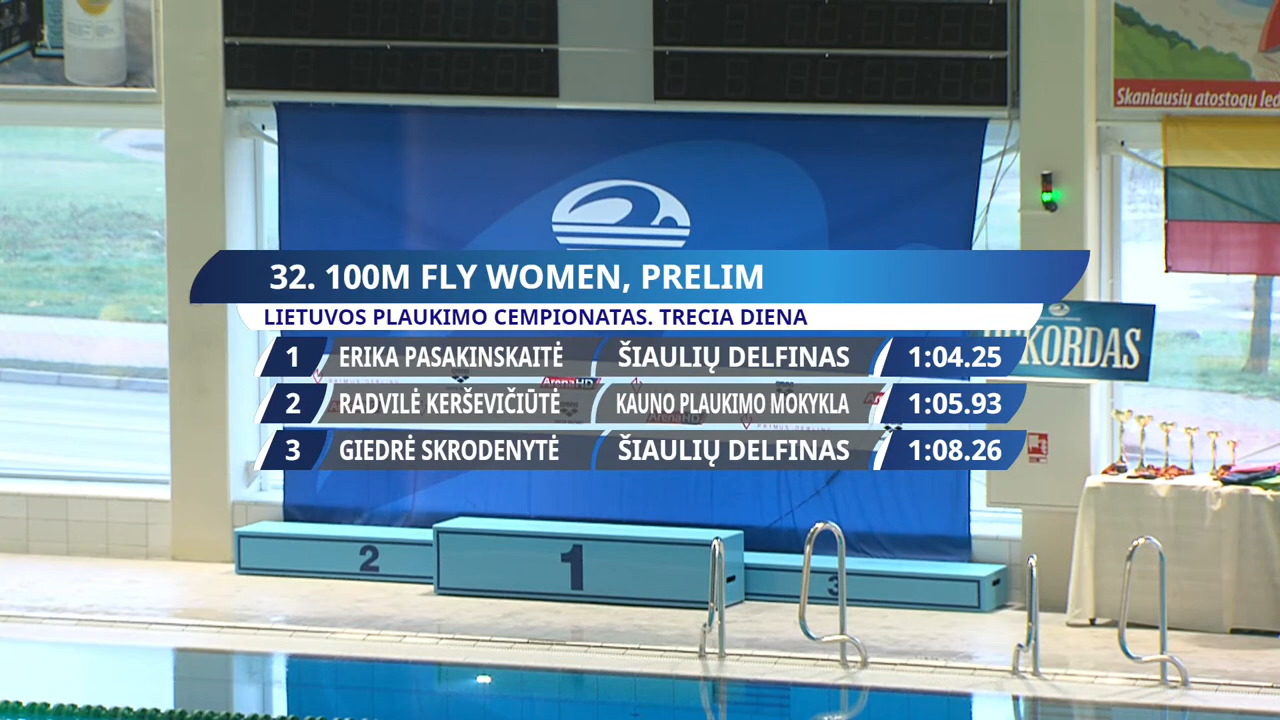 Skaniausių atostogų led
32. 100M FLY WOMEN, PRELIM
LIETUVOS PLAUKIMO CEMPIONATAS. TRECIA DIENA
1 ERIKA PASAKINSKAITĖ ŠIAULIŲ DELFINAS 1:04.25
2 RADVILĖ KERŠEVIČIŪTĖ KAUNO PLAUKIMO MOKYKLA 1:05.93
3 GIEDRĖ SKRODENYTĖ ŠIAULIŲ DELFINAS 1:08.26
KORDAS
ArenaHD
ArenaHD
2
1
3